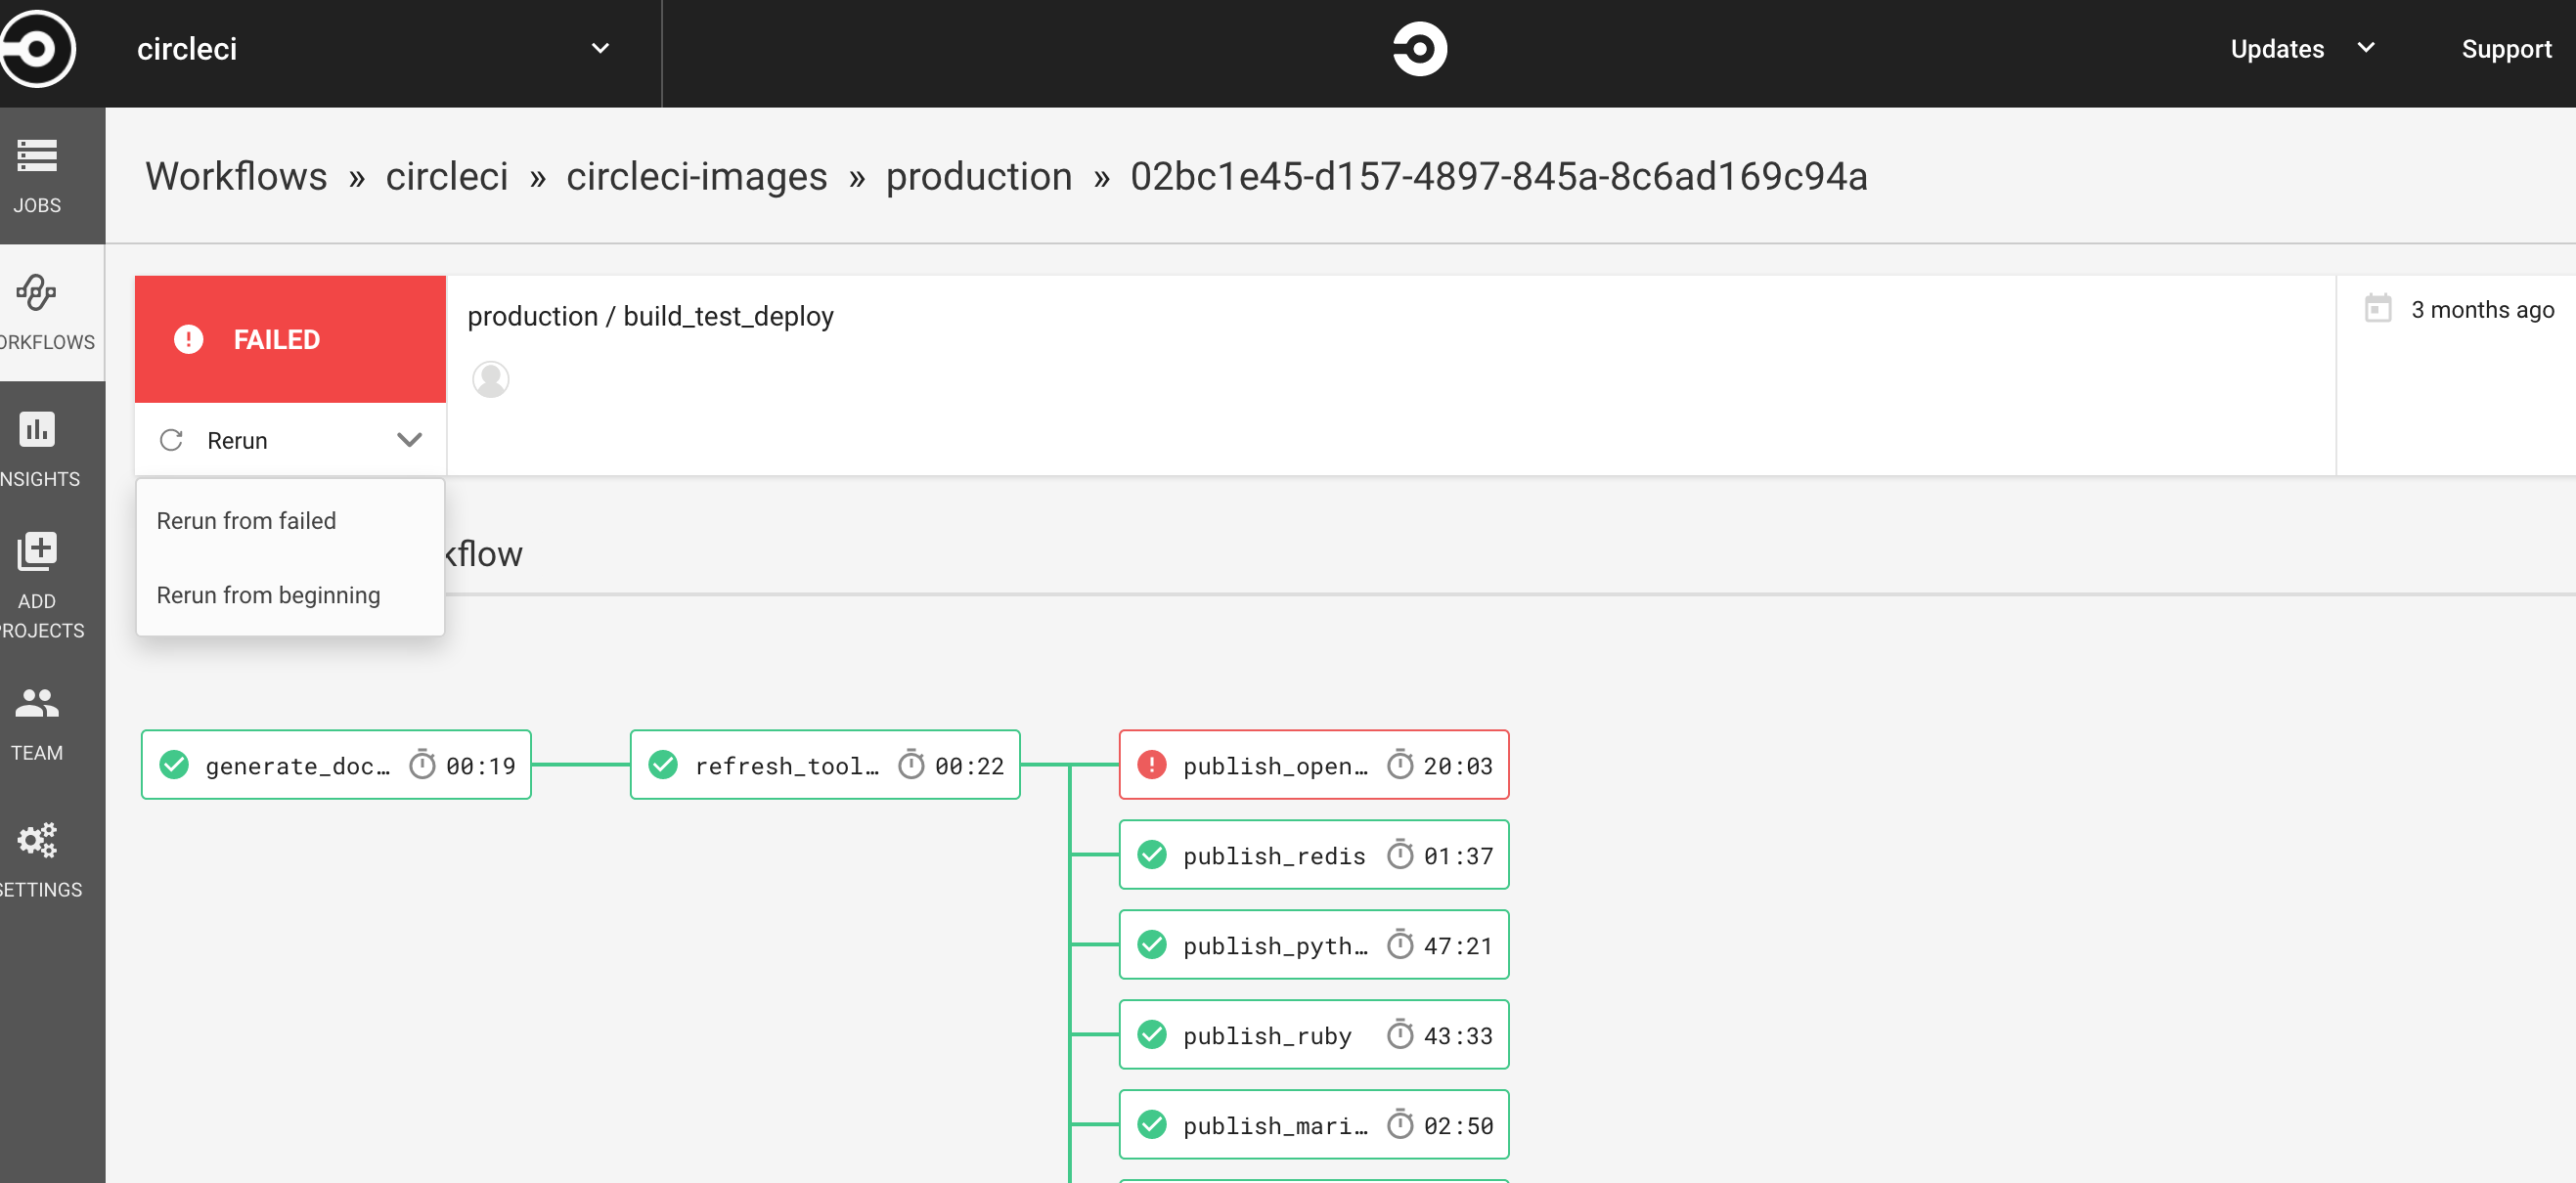 circleci
Updates
Support
JOBS
ORKFLOWS
NSIGHTS
ADD
ROJECTS
TEAM
SETTINGS
Workflows » circleci » circleci-images » production » 02bc1e45-d157-4897-845a-8c6ad169c94a
FAILED
production / build_test_deploy
3 months ago
Rerun
Rerun from failed
Rerun from beginning
kflow
generate_doc… 00:19
refresh_tool… 00:22
publish_open… 20:03
publish_redis 01:37
publish_pyth… 47:21
publish_ruby 43:33
publish_mari… 02:50